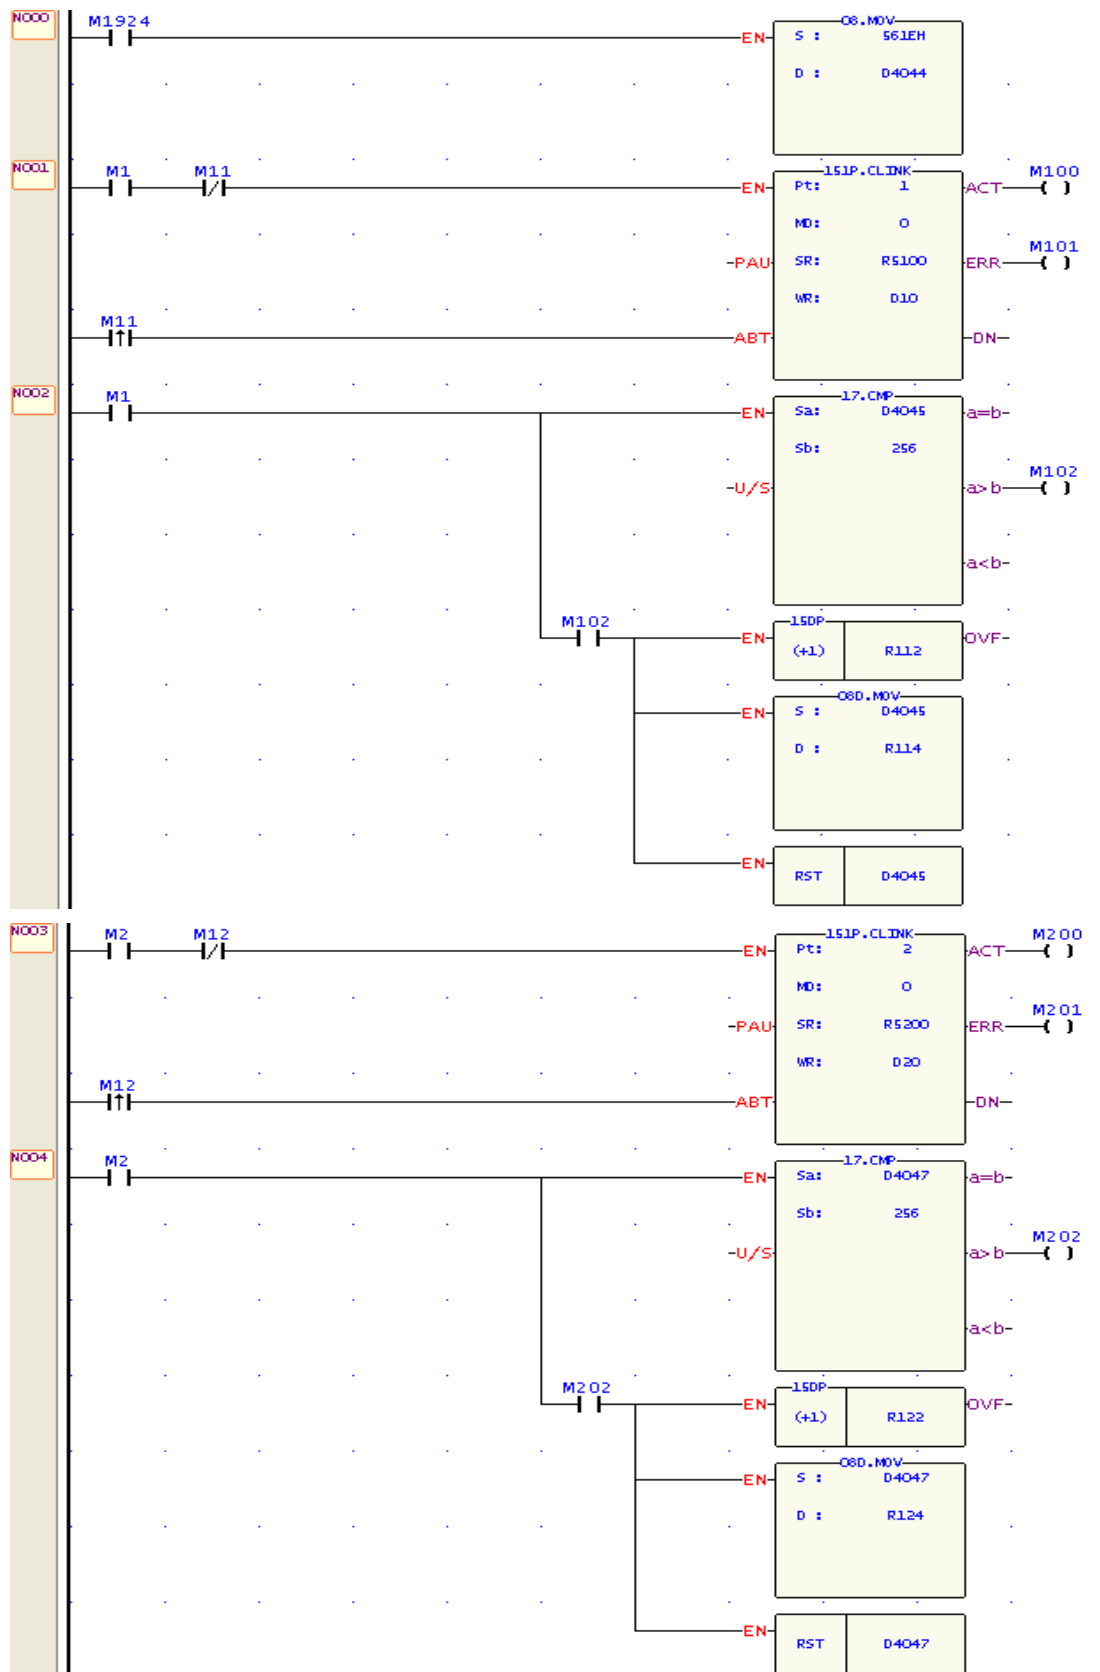 N000
M1924
08.MOV
EN
S : 561EH
D : D4044
N001
M1 M11
151P.CLINK
M100
EN
Pt: 1
ACT
MD: 0
M101
PAU
SR: R5100
ERR
WR: D10
M11
ABT
DN
N002
M1
17.CMP
EN
Sa: D4045
a=b
Sb: 256
M102
U/S
a>b
a<b
M102
15DP
EN
(+1) R112
OVF
08D.MOV
EN
S : D4045
D : R114
EN
RST D4045
N003
M2 M12
151P.CLINK
M200
EN
Pt: 2
ACT
MD: 0
M201
PAU
SR: R5200
ERR
WR: D20
M12
ABT
DN
N004
M2
17.CMP
EN
Sa: D4047
a=b
Sb: 256
M202
U/S
a>b
a<b
M202
15DP
EN
(+1) R122
OVF
08D.MOV
EN
S : D4047
D : R124
EN
RST D4047